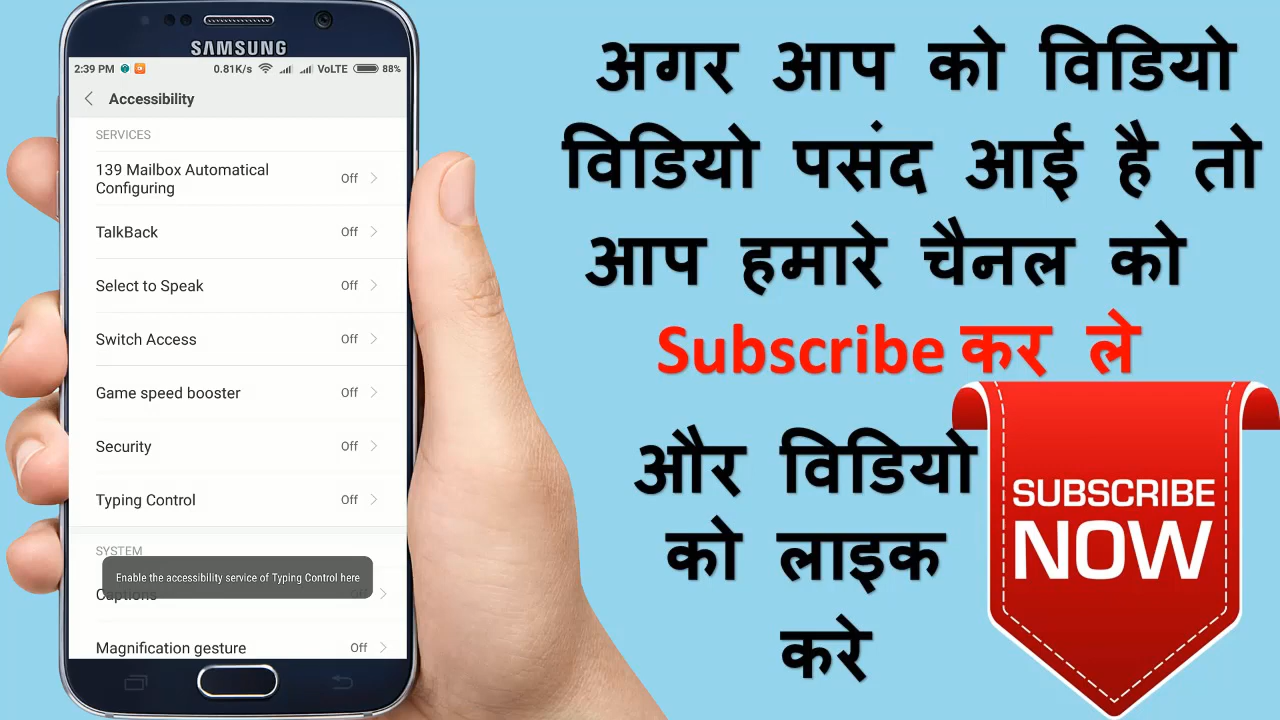 SAMSUNG
2:39 PM 0.81K/s VoLTE 88%
Accessibility
SERVICES
139 Mailbox Automatical
Configuring Off
TalkBack Off
Select to Speak Off
Switch Access Off
Game speed booster Off
Security Off
Typing Control Off
SYSTEM
Enable the accessibility service of Typing Control here
Captions Off
Magnification gesture Off
अगर आप को विडियो
विडियो पसंद आई है तो
आप हमारे चैनल को
Subscribe कर ले
और विडियो
को लाइक
करे
SUBSCRIBE
NOW